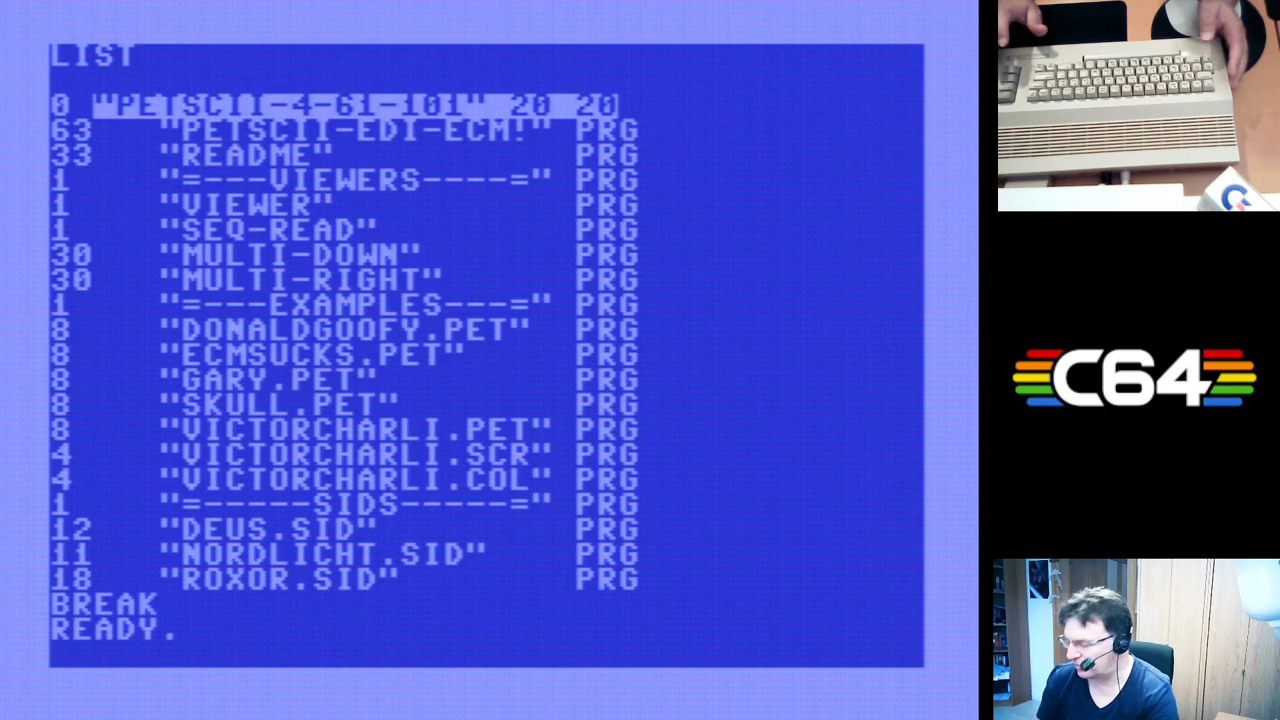 LIST
0 "PETSCII-4-61-101" 20 20
63 "PETSCII-EDI-ECM!" PRG
33 "README" PRG
1 "=---VIEWERS----=" PRG
1 "VIEWER" PRG
1 "SEQ-READ" PRG
30 "MULTI-DOWN" PRG
30 "MULTI-RIGHT" PRG
1 "=---EXAMPLES---=" PRG
8 "DONALDGOOFY.PET" PRG
8 "ECMSUCKS.PET" PRG
8 "GARY.PET" PRG
8 "SKULL.PET" PRG
8 "VICTORCHARLI.PET" PRG
4 "VICTORCHARLI.SCR" PRG
4 "VICTORCHARLI.COL" PRG
1 "=-----SIDS-----=" PRG
12 "DEUS.SID" PRG
11 "NORDLICHT.SID" PRG
18 "ROXOR.SID" PRG
BREAK
READY.
C64